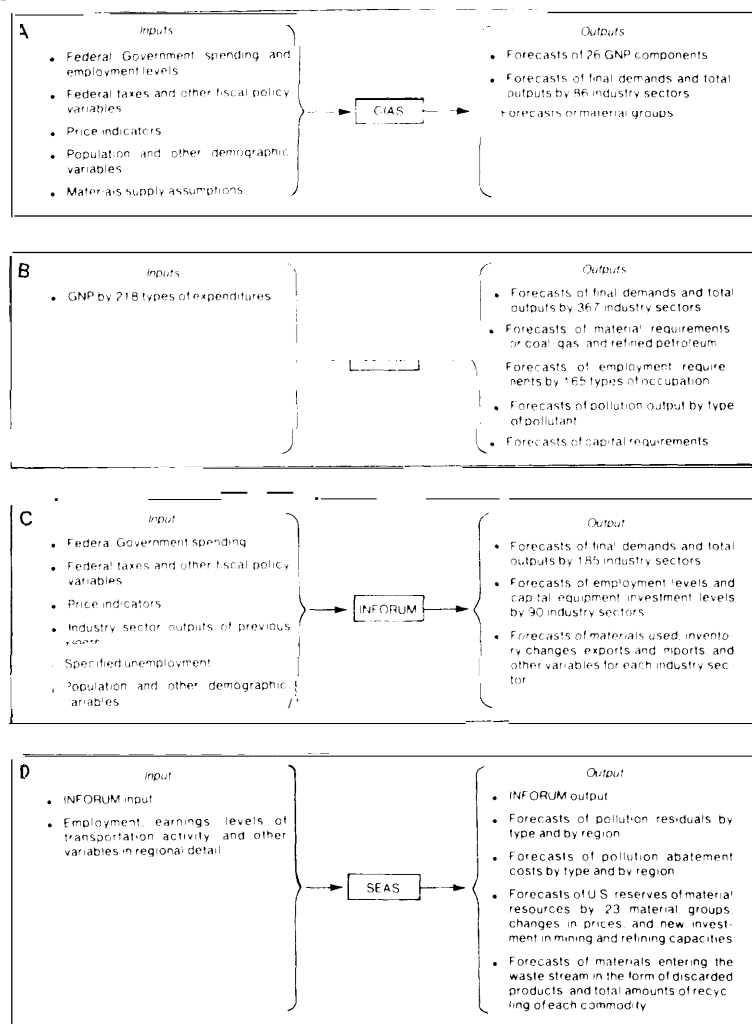 A
Inputs
• Federal Government spending and
employment levels
• Federal taxes and other fiscal policy
variables
• Price indicators
• Population and other demographic
variables
• Materials supply assumptions
GIAS
Outputs
• Forecasts of 26 GNP components
• Forecasts of final demands and total
outputs by 86 industry sectors
Forecasts of material groups
B
Inputs
• GNP by 218 types of expenditures
Outputs
• Forecasts of final demands and total
outputs by 367 industry sectors
• Forecasts of material requirements
or coal, gas, and refined petroleum
Forecasts of employment require
nents by 165 types of occupation
• Forecasts of pollution output by type
of pollutant
• Forecasts of capital requirements
C
Input
• Federal Government spending
• Federal taxes and other fiscal policy
variables
• Price indicators
• Industry sector outputs of previous
Specified unemployment
Population and other demographic
variables
INFORUM
Output
• Forecasts of final demands and total
outputs by 185 industry sectors
• Forecasts of employment levels and
capital equipment investment levels
by 90 industry sectors
• Forecasts of materials used, invento-
ry changes, exports and imports, and
other variables for each industry sec-
tor
D
Input
• INFORUM input
• Employment, earnings, levels of
transportation activity, and other
variables in regional detail
SEAS
Output
• INFORUM output
• Forecasts of pollution residuals by
type and by region
• Forecasts of pollution abatement
costs by type and by region
• Forecasts of U.S. reserves of material
resources by 23 material groups,
changes in prices, and new invest-
ment in mining and refining capacities
• Forecasts of materials entering the
waste stream in the form of discarded
products, and total amounts of recyc
ling of each commodity